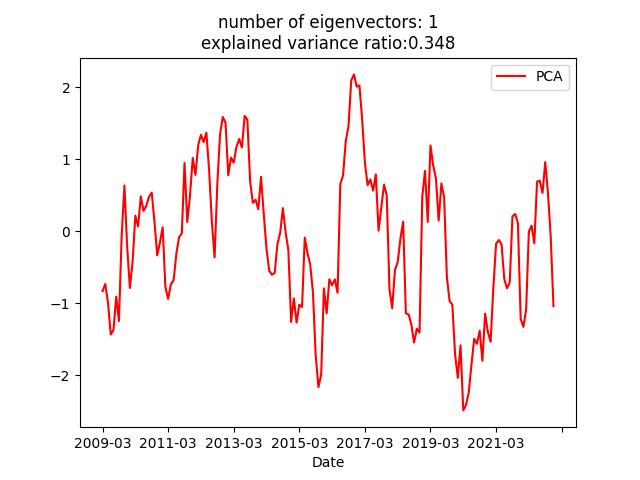 number of eigenvectors: 1
explained variance ratio:0.348
PCA
2
1
0
−1
−2
2009-03 2011-03 2013-03 2015-03 2017-03 2019-03 2021-03
Date